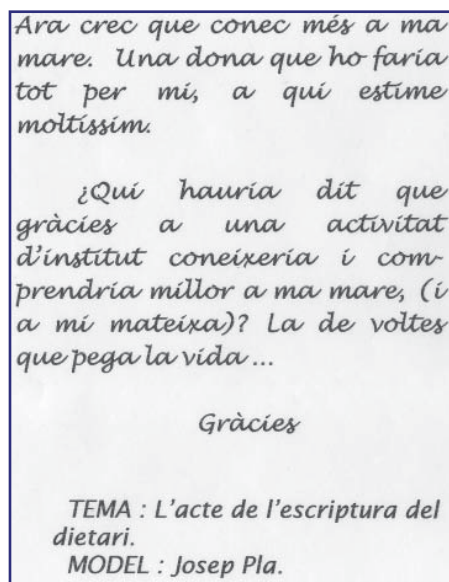 Ara crec que conec més a ma
mare. Una dona que ho faria
tot per mi, a qui estime
moltíssim.
¿Qui hauria dit que
gràcies a una activitat
d'institut coneixeria i com-
prendria millor a ma mare, (i
a mi mateixa)? La de voltes
que pega la vida ...
Gràcies
TEMA : L'acte de l'escriptura del
dietari.
MODEL : Josep Pla.